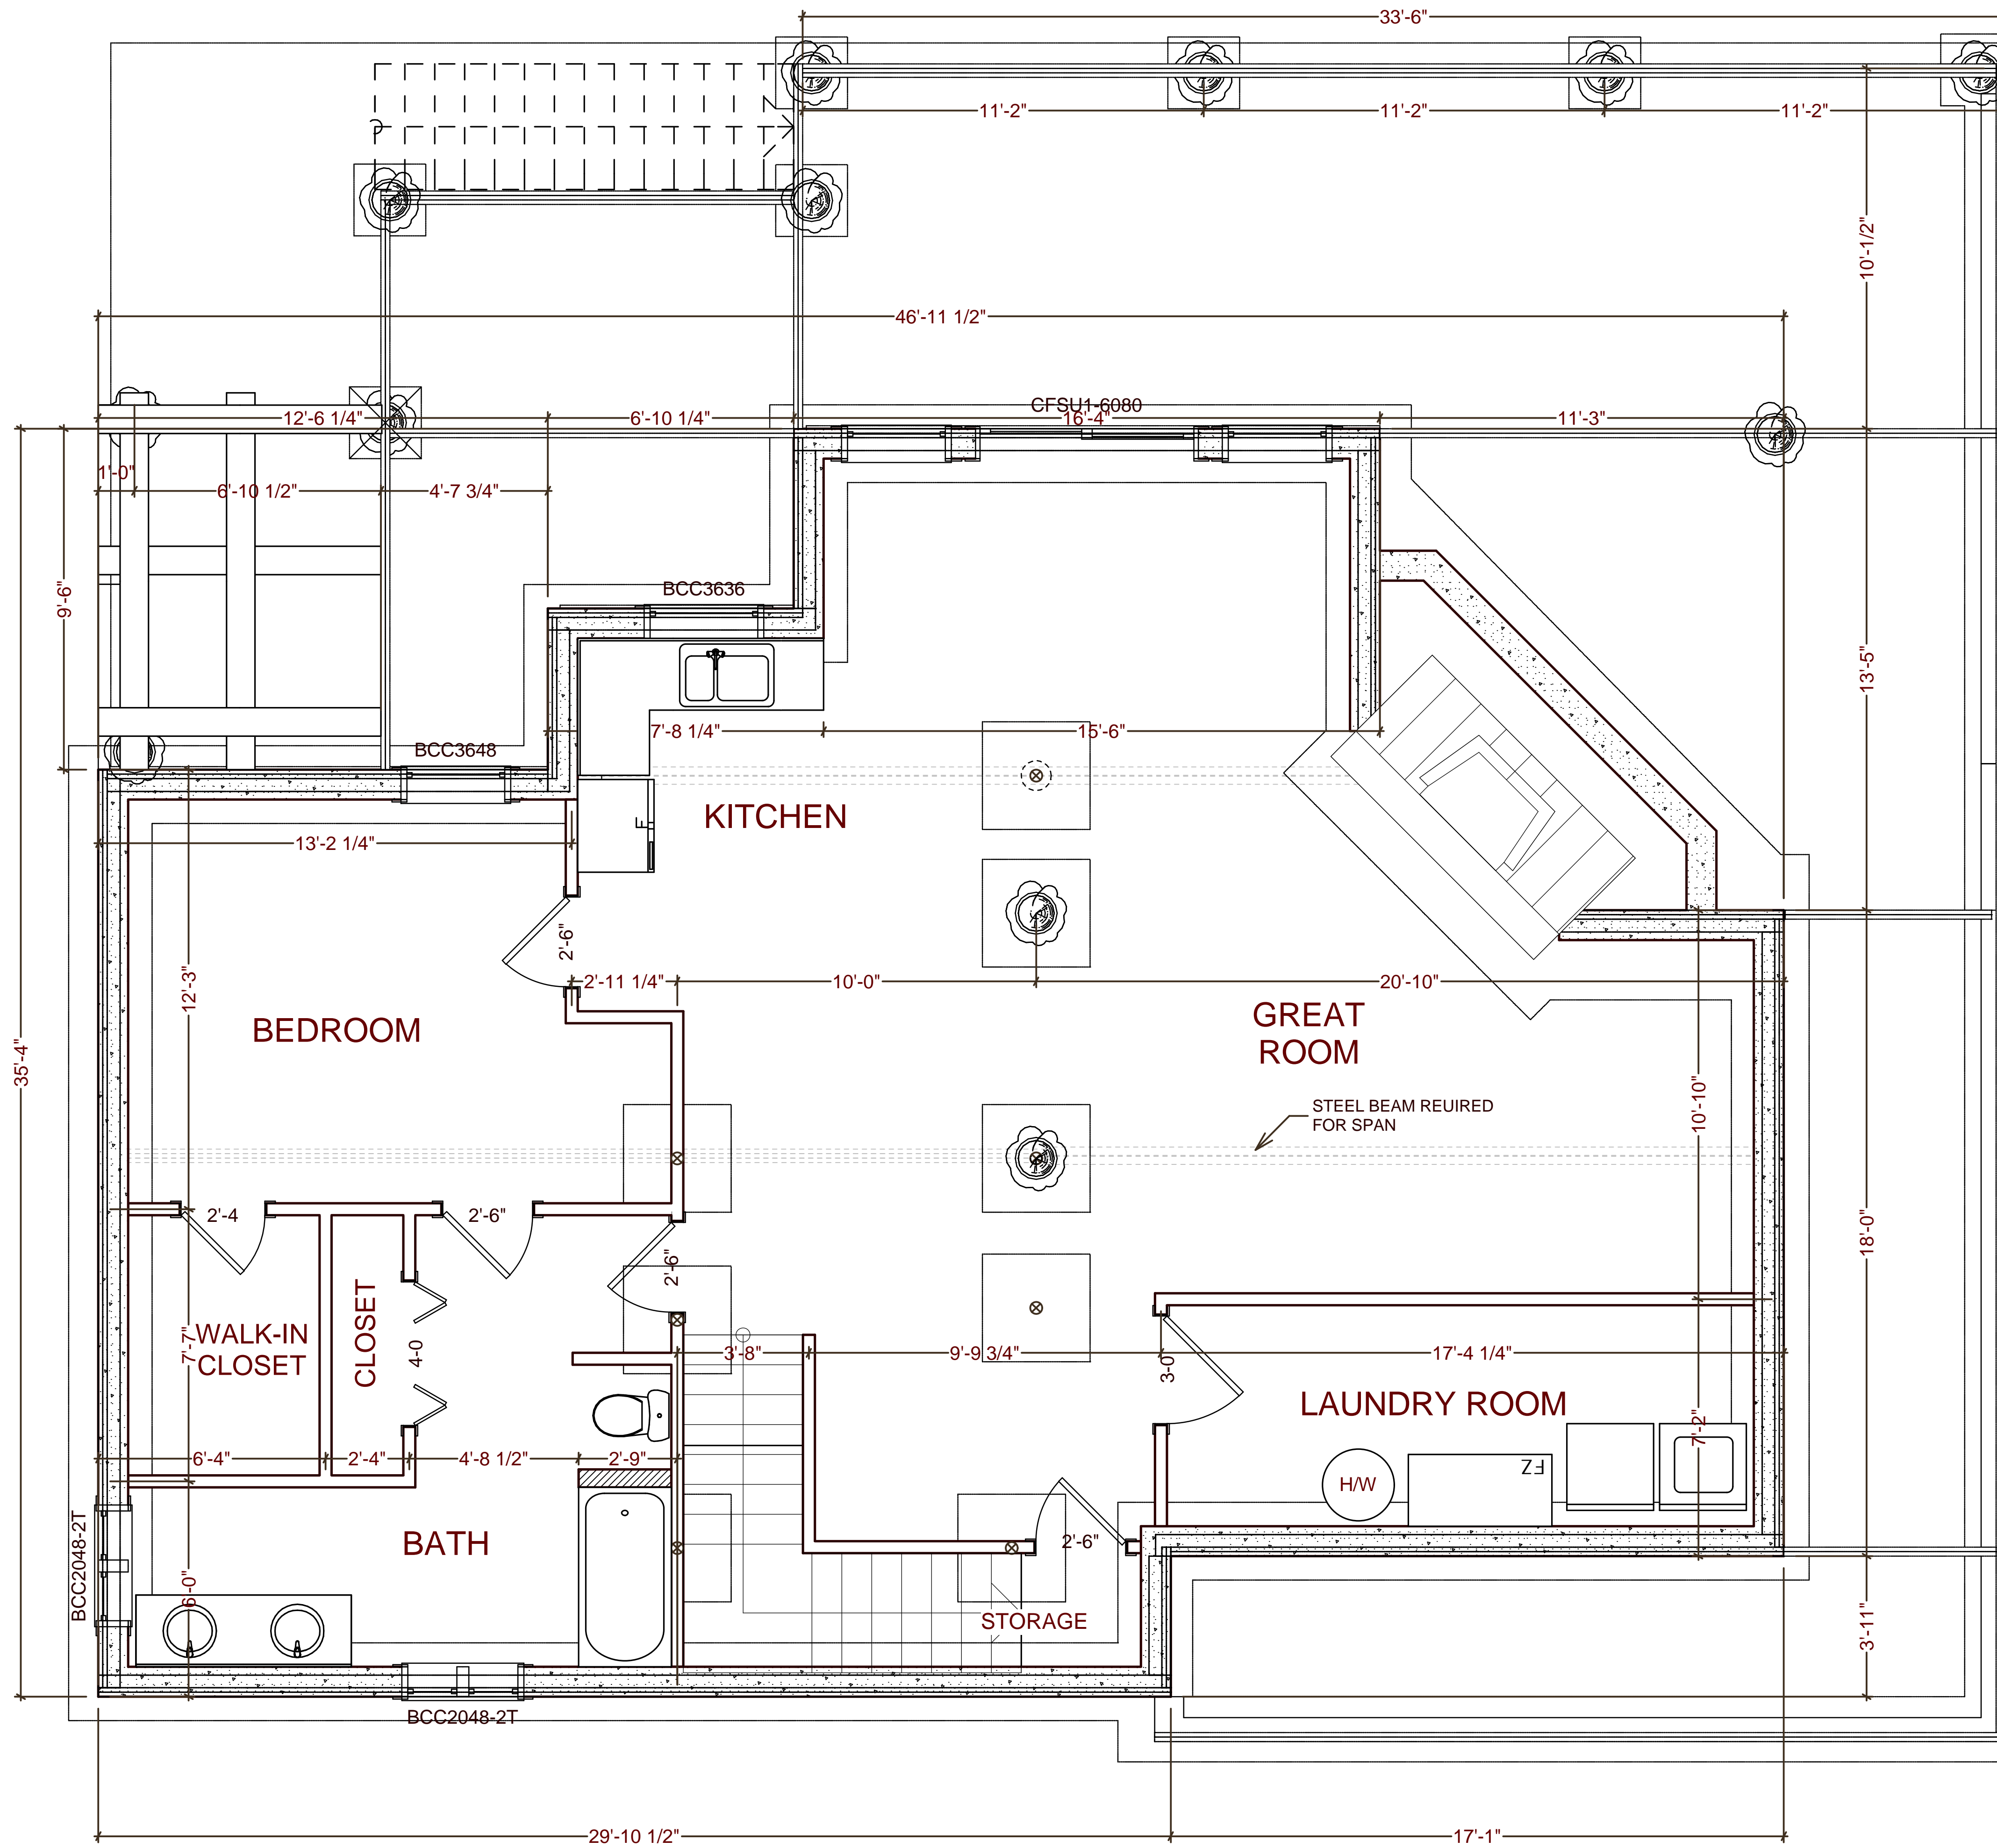 33'-6"
11'-2"
11'-2"
11'-2"
10'-1/2"
46'-11 1/2"
CFSU1-6080
12'-6 1/4"
6'-10 1/4"
16'-4"
11'-3"
1'-0"
6'-10 1/2"
4'-7 3/4"
9'-6"
BCC3636
13'-5"
7'-8 1/4"
15'-6"
BCC3648
KITCHEN
F
13'-2 1/4"
2'-6"
12'-3"
2'-11 1/4"
10'-0"
20'-10"
BEDROOM
GREAT
ROOM
35'-4"
10'-10"
STEEL BEAM REUIRED
FOR SPAN
2'-4
2'-6"
18'-0"
2'-6"
CLOSET
WALK-IN
CLOSET
7'-7"
4-0
3'-8"
9'-9 3/4"
3-0
17'-4 1/4"
LAUNDRY ROOM
7'-2"
6'-4"
2'-4"
4'-8 1/2"
2'-9"
H/W
FZ
BATH
2'-6"
BCC2048-2T
6'-0"
STORAGE
3'-11"
BCC2048-2T
29'-10 1/2"
17'-1"